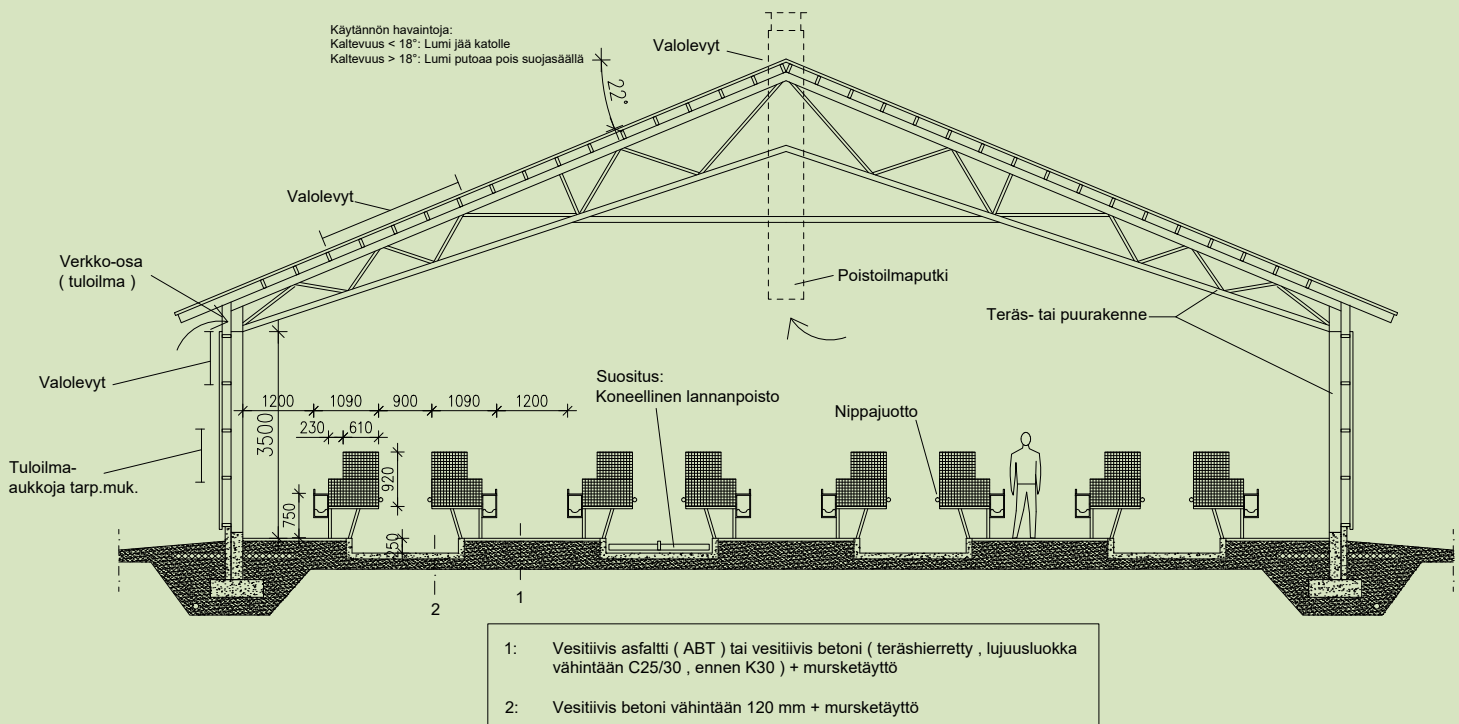 Käytännön havaintoja:
Kaltevuus < 18°: Lumi jää katolle
Kaltevuus > 18°: Lumi putoaa pois suojasäällä
22°
Valolevyt
Valolevyt
Verkko-osa
( tuloilma )
Poistoilmaputki
Teräs- tai puurakenne
Valolevyt
Suositus:
Koneellinen lannanpoisto
1200 1090 900 1090 1200
Nippajuotto
230 610
3500
920
Tuloilma-
aukkoja tarp.muk.
750
250
2
1
1: Vesitiivis asfaltti ( ABT ) tai vesitiivis betoni ( teräshierretty , lujuusluokka
vähintään C25/30 , ennen K30 ) + mursketäyttö
2: Vesitiivis betoni vähintään 120 mm + mursketäyttö